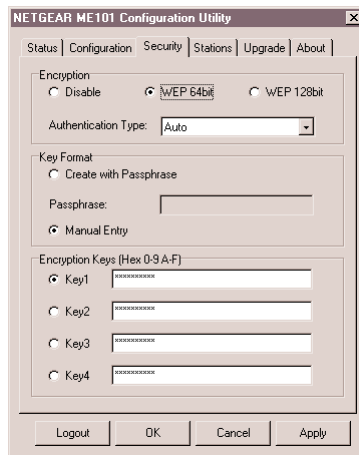 NETGEAR ME101 Configuration Utility
Status Configuration Security Stations Upgrade About
Encryption
Disable WEP 64bit WEP 128bit
Authentication Type: Auto
Key Format
Create with Passphrase
Passphrase:
Manual Entry
Encryption Keys (Hex 0-9 A-F)
Key1 **********
Key2 **********
Key3 **********
Key4 **********
Logout OK Cancel Apply